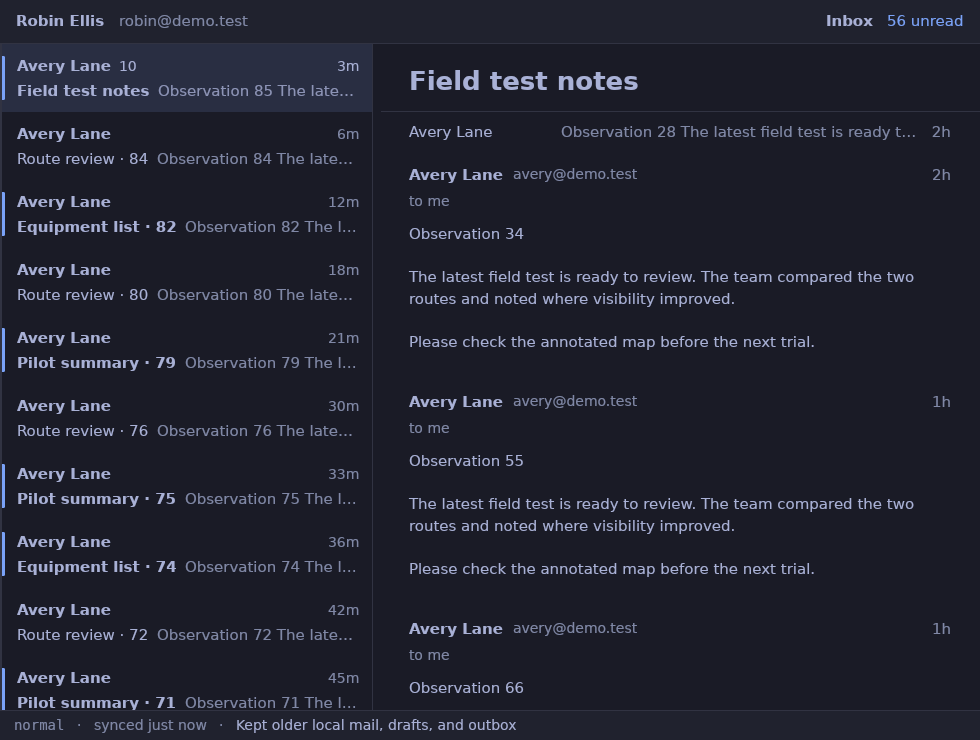 Robin Ellis robin@demo.test Inbox 56 unread
Avery Lane 10 3m
Field test notes Observation 85 The late…
Avery Lane 6m
Route review · 84 Observation 84 The late…
Avery Lane 12m
Equipment list · 82 Observation 82 The l…
Avery Lane 18m
Route review · 80 Observation 80 The late…
Avery Lane 21m
Pilot summary · 79 Observation 79 The l…
Avery Lane 30m
Route review · 76 Observation 76 The late…
Avery Lane 33m
Pilot summary · 75 Observation 75 The l…
Avery Lane 36m
Equipment list · 74 Observation 74 The l…
Avery Lane 42m
Route review · 72 Observation 72 The late…
Avery Lane 45m
Pilot summary · 71 Observation 71 The l…
Field test notes
Avery Lane Observation 28 The latest field test is ready t… 2h
Avery Lane avery@demo.test 2h
to me
Observation 34
The latest field test is ready to review. The team compared the two
routes and noted where visibility improved.
Please check the annotated map before the next trial.
Avery Lane avery@demo.test 1h
to me
Observation 55
The latest field test is ready to review. The team compared the two
routes and noted where visibility improved.
Please check the annotated map before the next trial.
Avery Lane avery@demo.test 1h
to me
Observation 66
normal · synced just now · Kept older local mail, drafts, and outbox